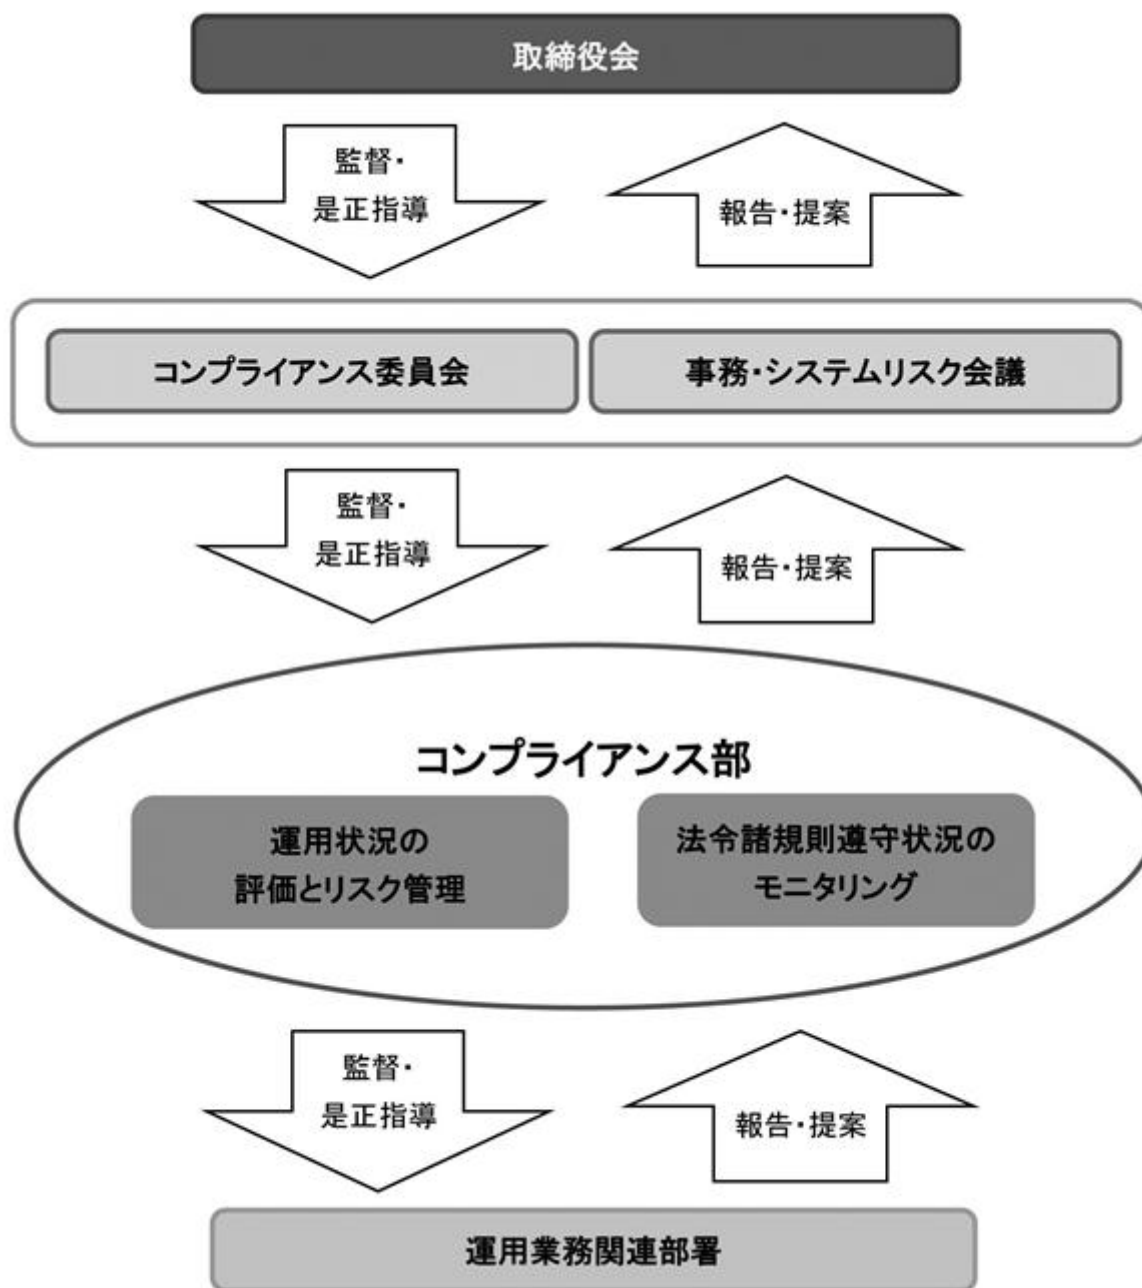 取締役会
監督・
是正指導
報告・提案
コンプライアンス委員会
事務・システムリスク会議
監督・
是正指導
報告・提案
コンプライアンス部
運用状況の
評価とリスク管理
法令諸規則遵守状況の
モニタリング
監督・
是正指導
報告・提案
運用業務関連部署